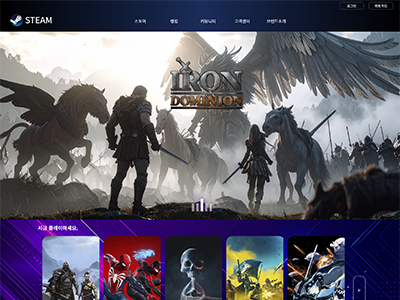 로그인
회원가입
STEAM
스토어
랭킹
커뮤니티
고객센터
브랜드소개
IRON
DOMINION
지금 플레이하세요.